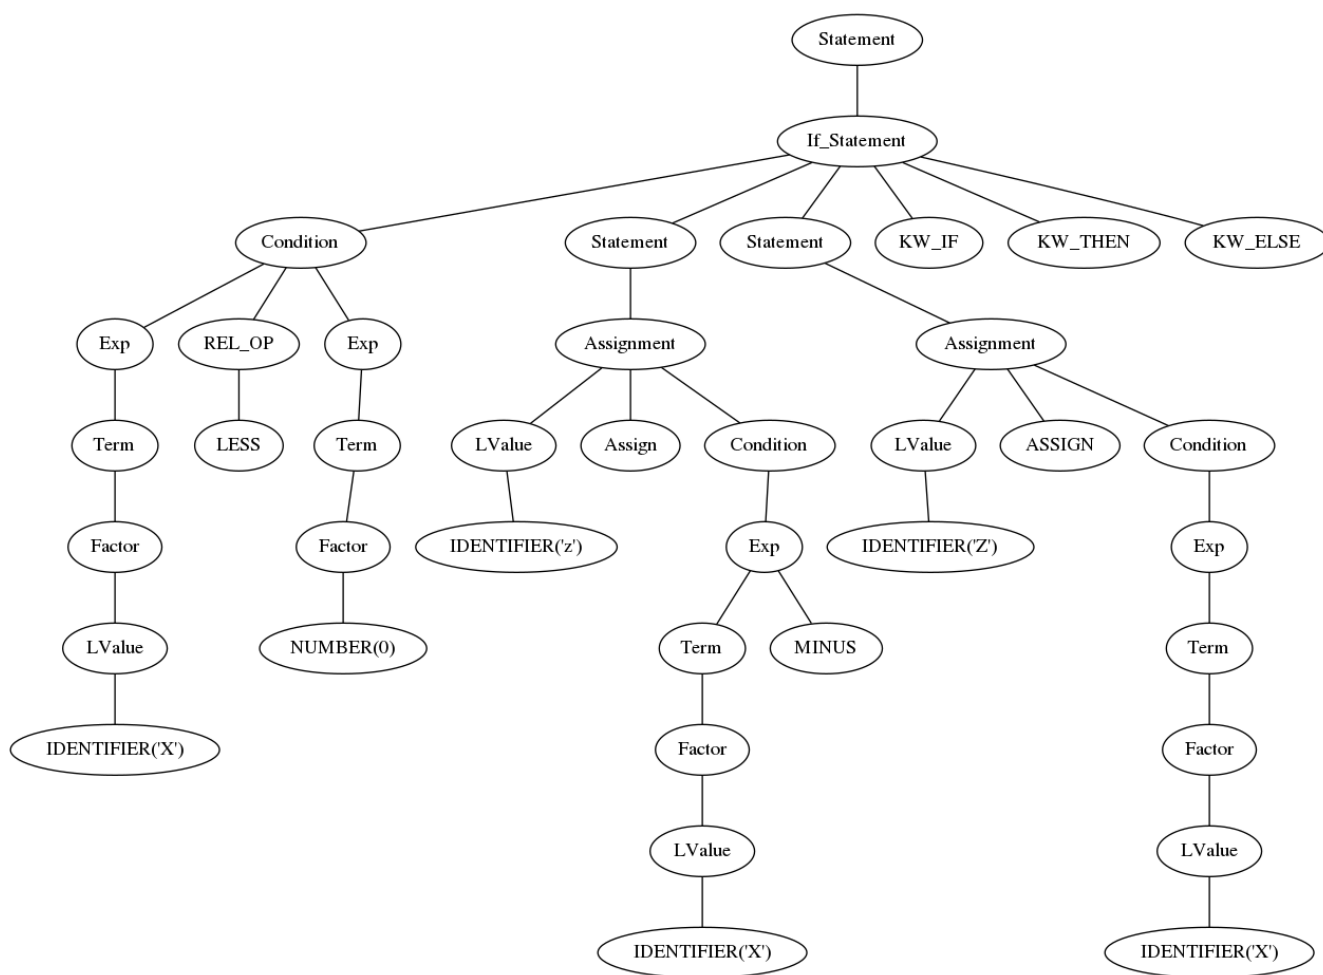 Statement
If_Statement
Condition Statement Statement KW_IF KW_THEN KW_ELSE
Exp REL_OP Exp Assignment Assignment
Term LESS Term LValue Assign Condition LValue ASSIGN Condition
Factor Factor IDENTIFIER('z') Exp IDENTIFIER('Z') Exp
LValue NUMBER(0) Term MINUS Term
IDENTIFIER('X') Factor Factor
LValue LValue
IDENTIFIER('X') IDENTIFIER('X')